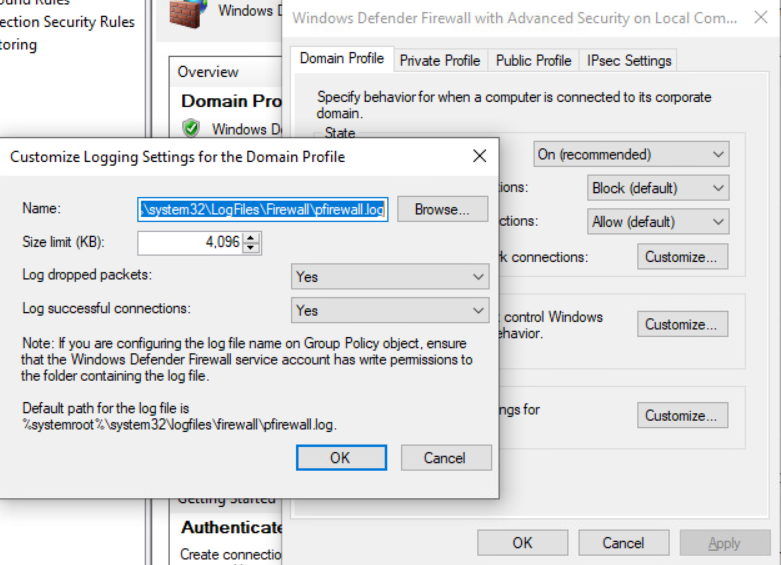 ection Security Rules
toring
Windows D
Overview
Domain Pro
Windows D
Windows Defender Firewall with Advanced Security on Local Com...
Domain Profile
Private Profile
Public Profile
IPsec Settings
Specify behavior for when a computer is connected to its corporate
domain.
State
On (recommended)
ions:
Block (default)
ctions:
Allow (default)
k connections:
Customize...
control Windows
ehavior.
Customize...
ngs for
Customize...
OK
Cancel
Apply
Customize Logging Settings for the Domain Profile
Name:
\system32\LogFiles\Firewall\pfirewall.log
Browse...
Size limit (KB):
4,096
Log dropped packets:
Yes
Log successful connections:
Yes
Note: If you are configuring the log file name on Group Policy object, ensure
that the Windows Defender Firewall service account has write permissions to
the folder containing the log file.
Default path for the log file is
%systemroot%\system32\logfiles\firewall\pfirewall.log.
OK
Cancel
Getting Started
Authenticate
Create connectio